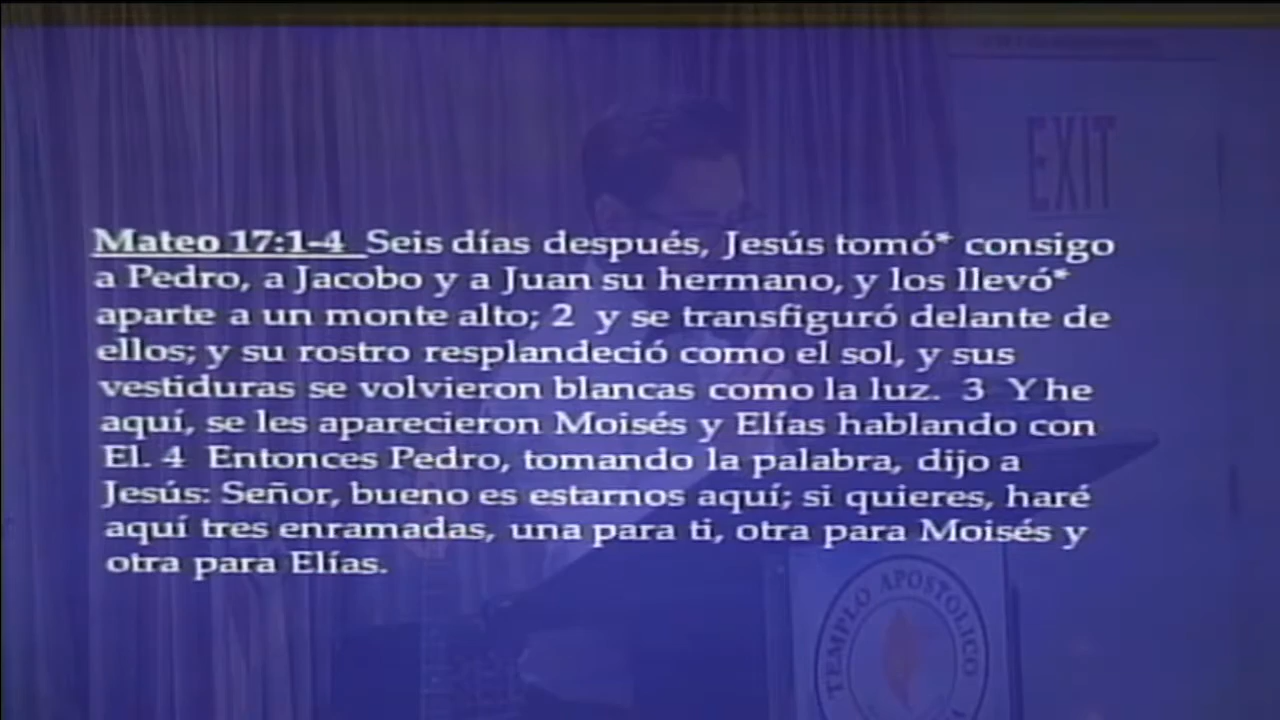 EXIT
Mateo 17:1-4 Seis días después, Jesús tomó* consigo
a Pedro, a Jacobo y a Juan su hermano, y los llevó*
aparte a un monte alto; 2 y se transfiguró delante de
ellos; y su rostro resplandeció como el sol, y sus
vestiduras se volvieron blancas como la luz. 3 Y he
aquí, se les aparecieron Moisés y Elías hablando con
El. 4 Entonces Pedro, tomando la palabra, dijo a
Jesús: Señor, bueno es estarnos aquí; si quieres, haré
aquí tres enramadas, una para ti, otra para Moisés y
otra para Elías.
TEMPLO APOSTOLICO